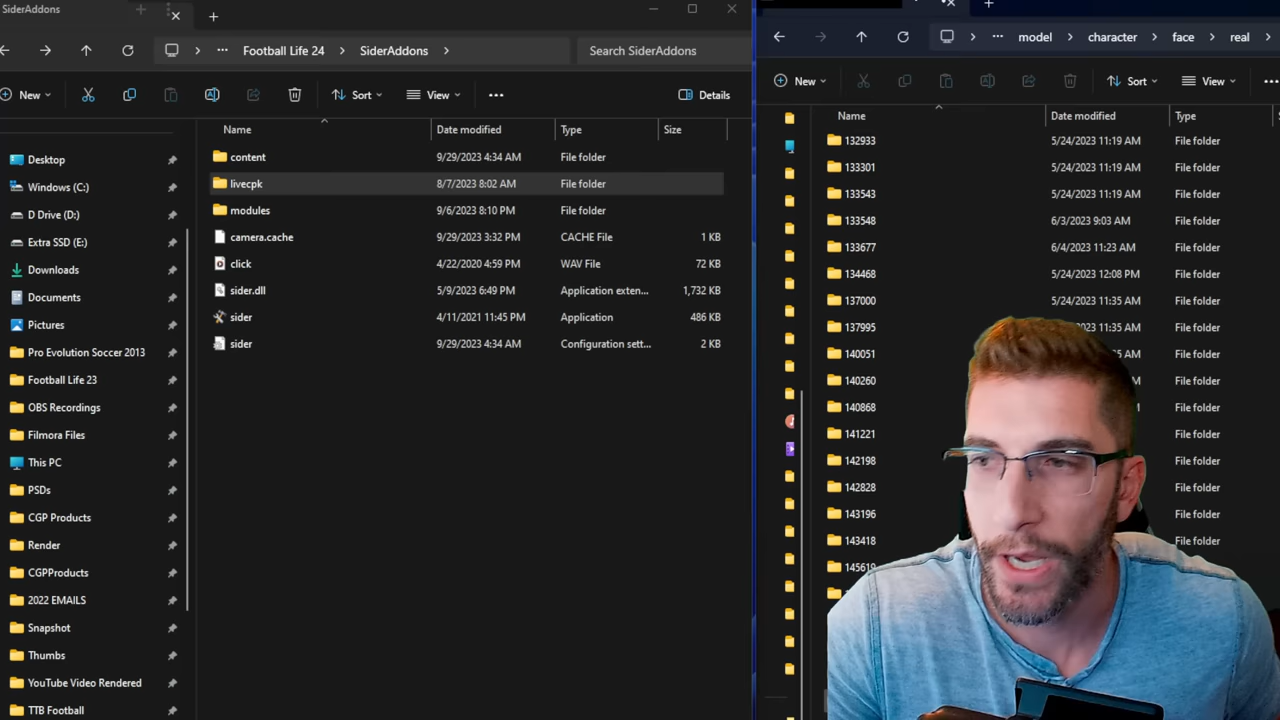 SiderAddons
Football Life 24 SiderAddons
Search SiderAddons
New
Sort
View
Details
Name Date modified Type Size
content 9/29/2023 4:34 AM File folder
livecpk 8/7/2023 8:02 AM File folder
modules 9/6/2023 8:10 PM File folder
camera.cache 9/29/2023 3:32 PM CACHE File 1 KB
click 4/22/2020 4:59 PM WAV File 72 KB
sider.dll 5/9/2023 6:49 PM Application exten... 1,732 KB
sider 4/11/2021 11:45 PM Application 486 KB
sider 9/29/2023 4:34 AM Configuration sett... 2 KB
Desktop
Windows (C:)
D Drive (D:)
Extra SSD (E:)
Downloads
Documents
Pictures
Pro Evolution Soccer 2013
Football Life 23
OBS Recordings
Filmora Files
This PC
PSDs
CGP Products
Render
CGPProducts
2022 EMAILS
Snapshot
Thumbs
YouTube Video Rendered
TTB Football
model character face real
New
Sort
View
Name Date modified Type
132933 5/24/2023 11:19 AM File folder
133301 5/24/2023 11:19 AM File folder
133543 5/24/2023 11:19 AM File folder
133548 6/3/2023 9:03 AM File folder
133677 6/4/2023 11:23 AM File folder
134468 5/24/2023 12:08 PM File folder
137000 5/24/2023 11:35 AM File folder
137995 11:35 AM File folder
140051 AM File folder
140260 AM File folder
140868 File folder
141221 File folder
142198 File folder
142828 File folder
143196 File folder
143418 File folder
145619 File folder
File folder